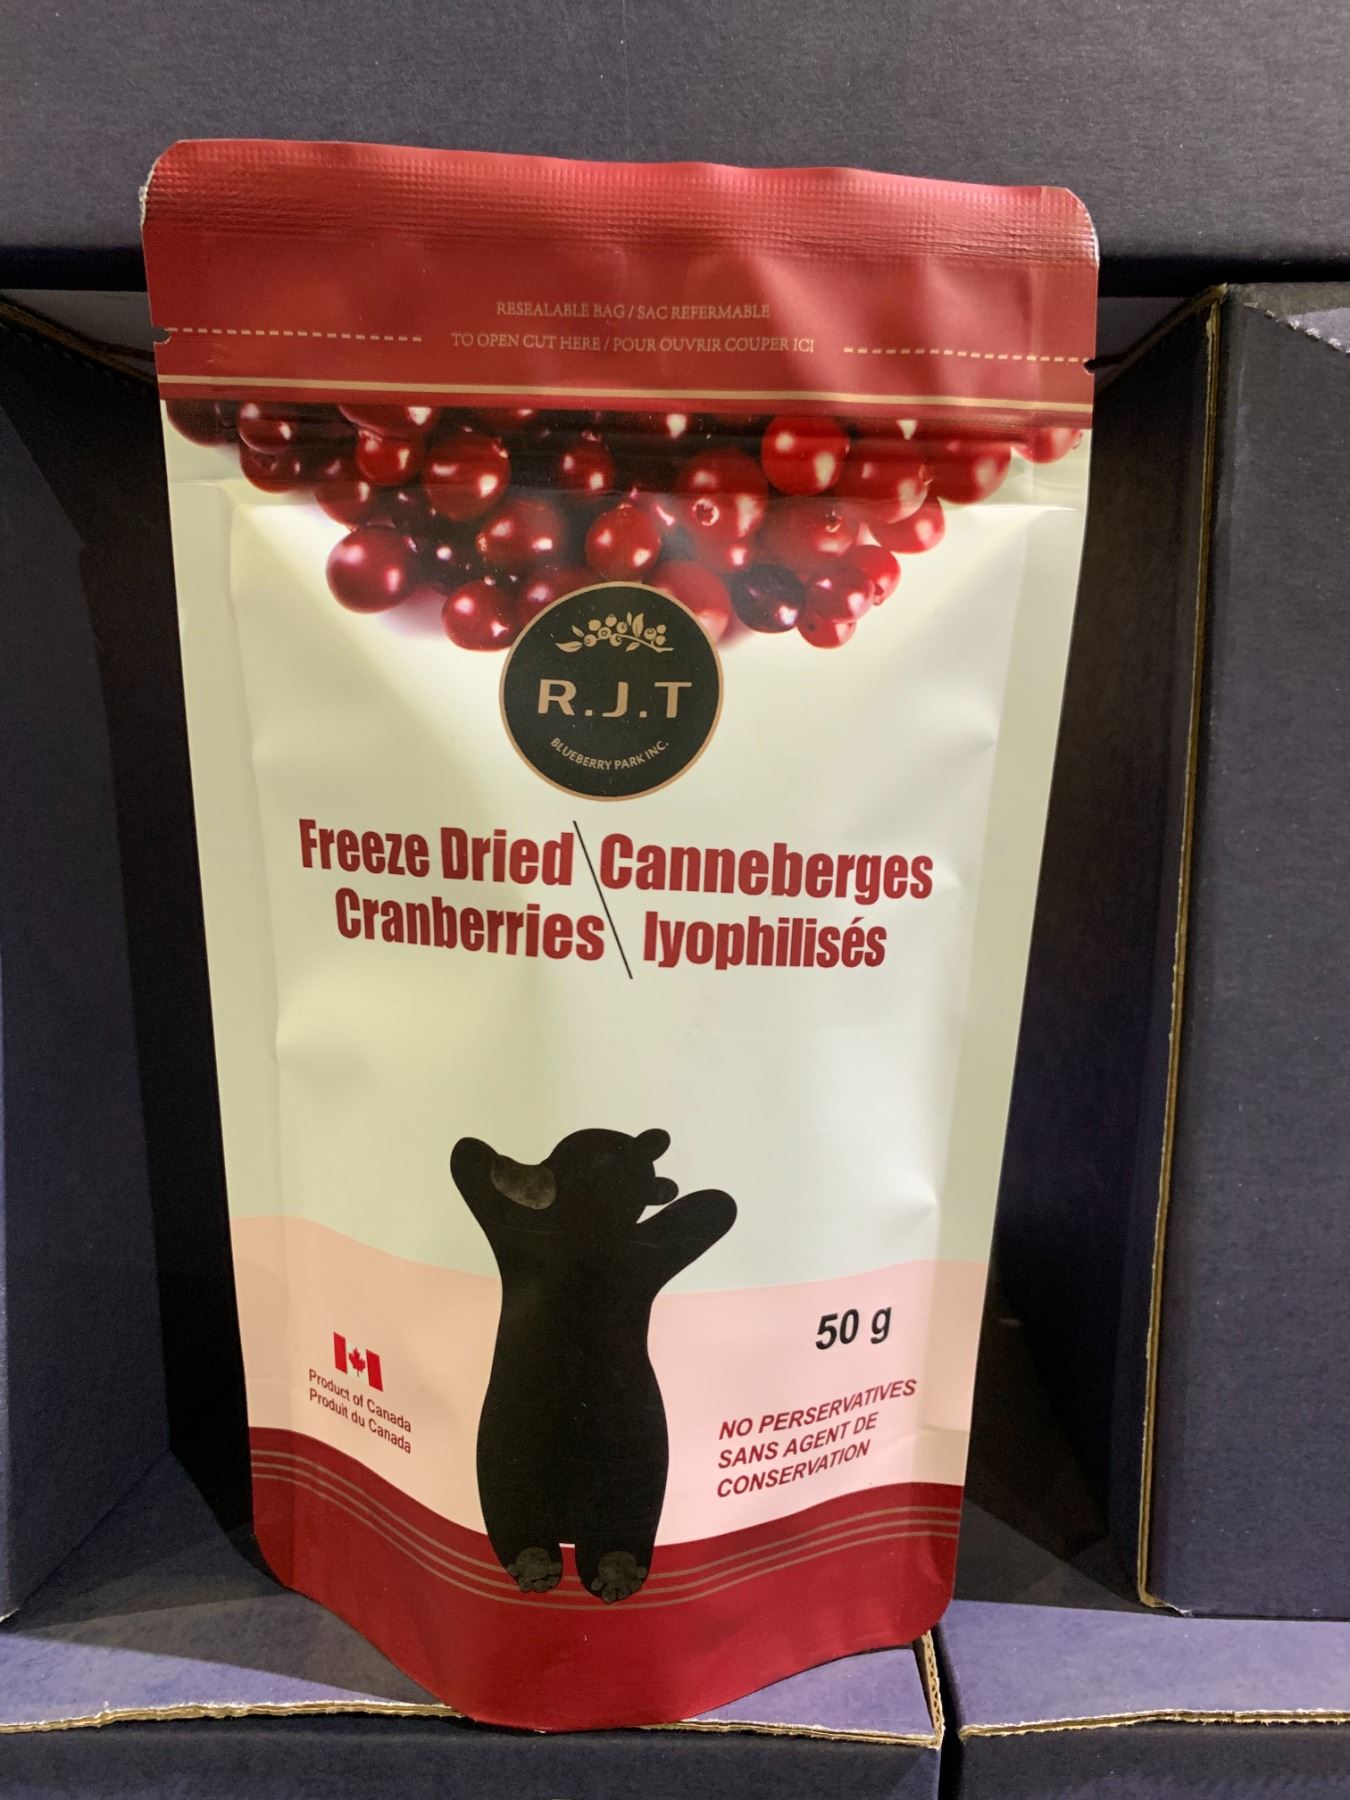 RESEALABLE BAG / SAC REFERMABLE
TO OPEN CUT HERE / POUR OUVRIR COUPER ICI
R.J.T
BLUEBERRY PARK INC.
Freeze Dried \ Canneberges
Cranberries \ lyophilisés
50 g
Product of Canada
Produit du Canada
NO PERSERVATIVES
SANS AGENT DE
CONSERVATION